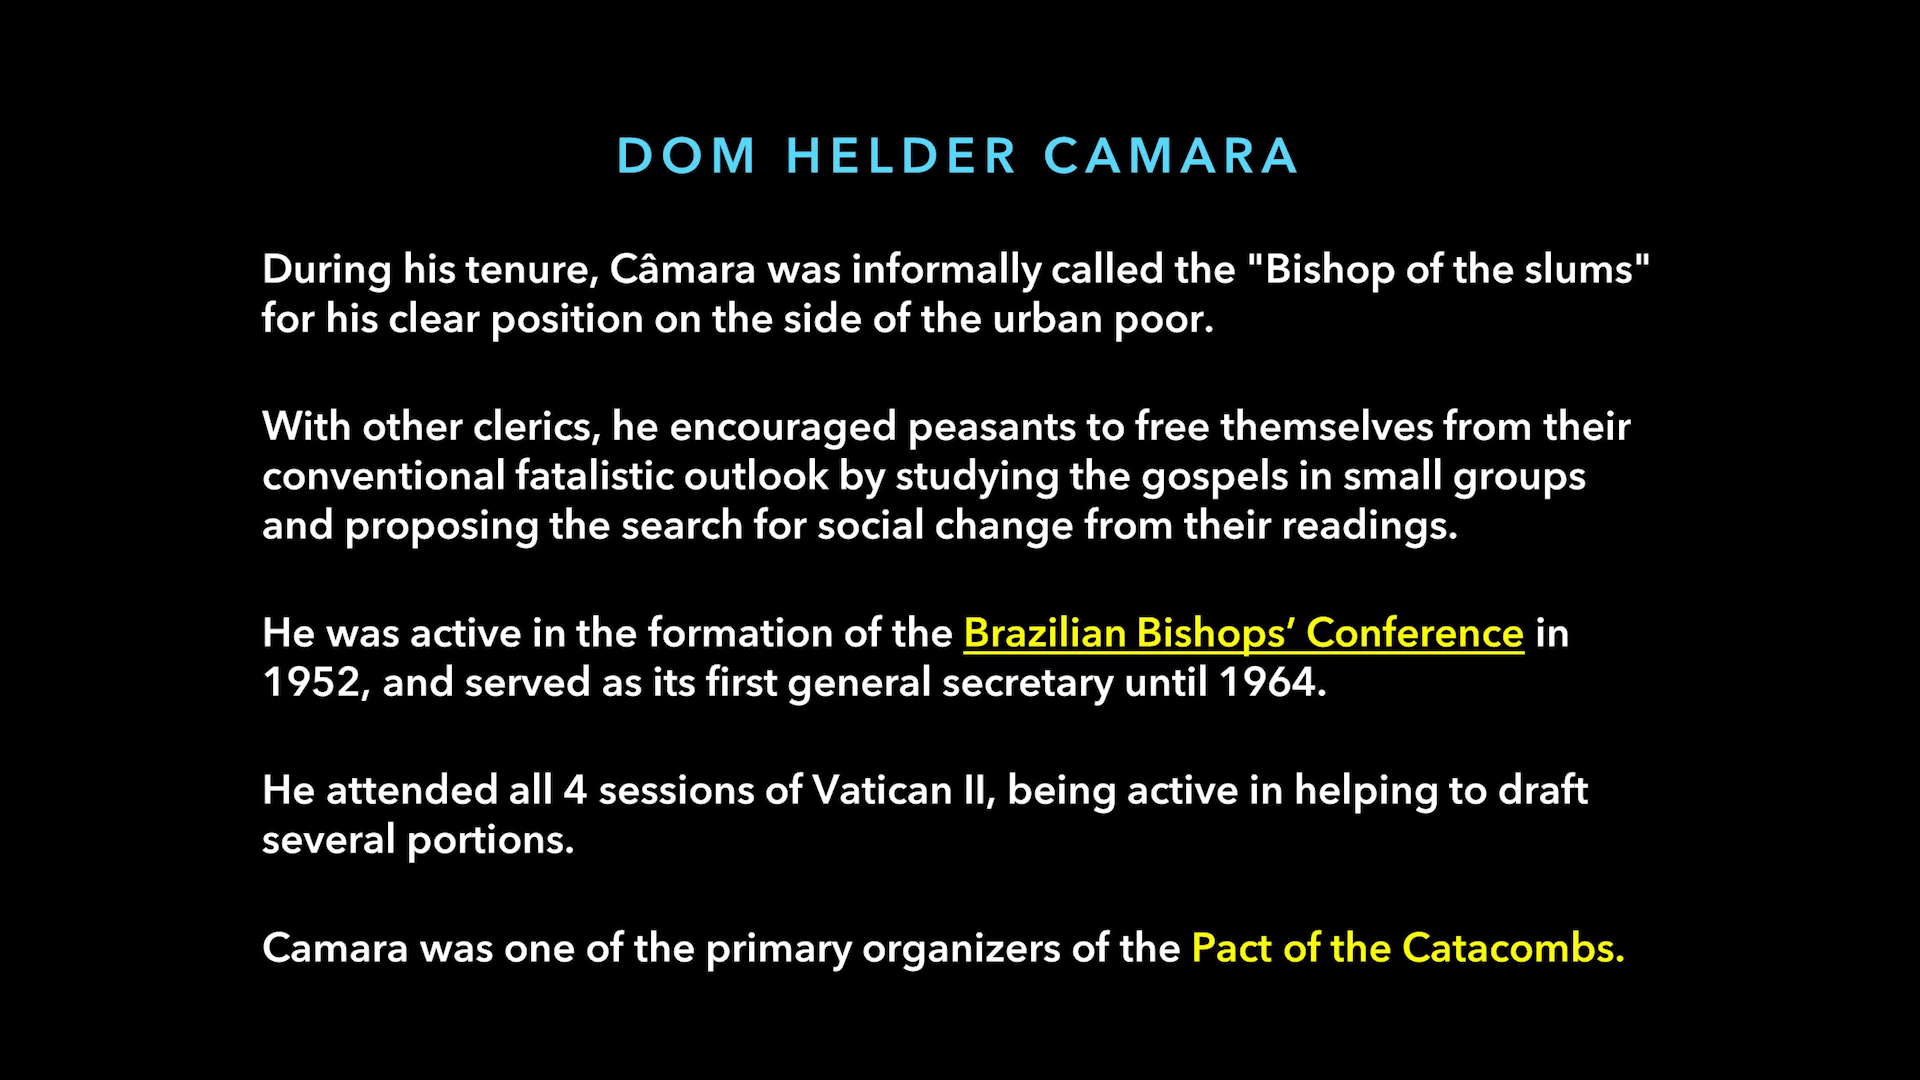 DOM HELDER CAMARA
During his tenure, Câmara was informally called the "Bishop of the slums"
for his clear position on the side of the urban poor.
With other clerics, he encouraged peasants to free themselves from their
conventional fatalistic outlook by studying the gospels in small groups
and proposing the search for social change from their readings.
He was active in the formation of the Brazilian Bishops’ Conference in
1952, and served as its first general secretary until 1964.
He attended all 4 sessions of Vatican II, being active in helping to draft
several portions.
Camara was one of the primary organizers of the Pact of the Catacombs.